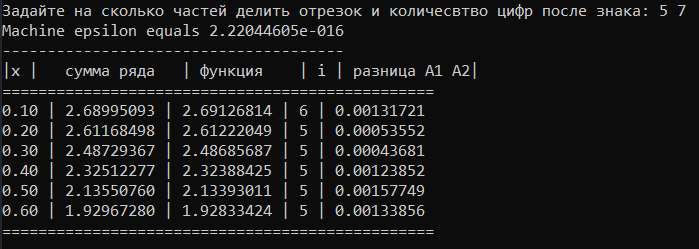 Задайте на сколько частей делить отрезок и количесвтво цифр после знака: 5 7
Machine epsilon equals 2.22044605e-016
-----------------------------------
|x |   сумма ряда   | функция    | i | разница A1 A2|
================================================
0.10 | 2.68995093 | 2.69126814 | 6 | 0.00131721
0.20 | 2.61168498 | 2.61222049 | 5 | 0.00053552
0.30 | 2.48729367 | 2.48685687 | 5 | 0.00043681
0.40 | 2.32512277 | 2.32388425 | 5 | 0.00123852
0.50 | 2.13550760 | 2.13393011 | 5 | 0.00157749
0.60 | 1.92967280 | 1.92833424 | 5 | 0.00133856
================================================